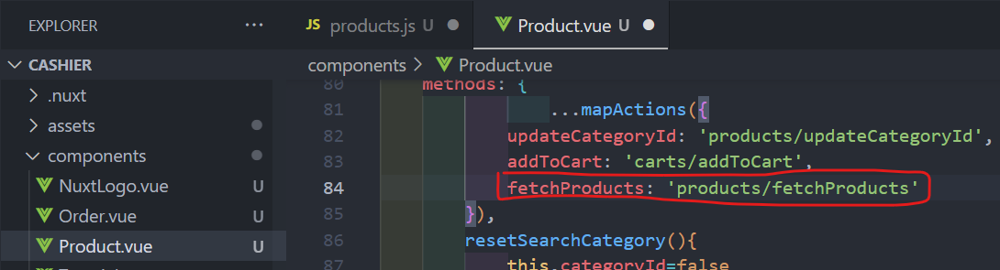 EXPLORER
CASHIER
.nuxt
assets
components
NuxtLogo.vue U
Order.vue U
Product.vue U
JS products.js U
Product.vue U
components > Product.vue
80 methods: {
81 ...mapActions({
82 updateCategoryId: 'products/updateCategoryId',
83 addToCart: 'carts/addToCart',
84 fetchProducts: 'products/fetchProducts'
85 }),
86 resetSearchCategory(){
87 this.categoryId=false